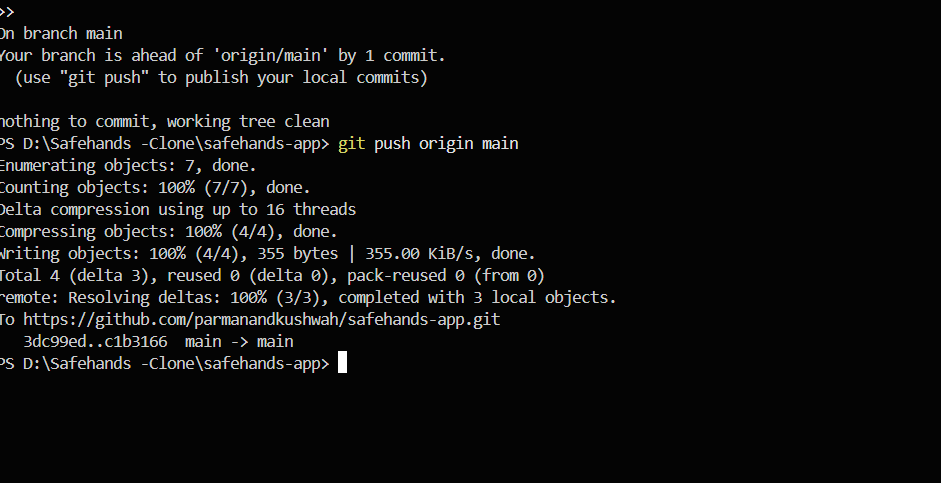 >>
On branch main
Your branch is ahead of 'origin/main' by 1 commit.
  (use "git push" to publish your local commits)

nothing to commit, working tree clean
PS D:\Safehands -Clone\safehands-app> git push origin main
Enumerating objects: 7, done.
Counting objects: 100% (7/7), done.
Delta compression using up to 16 threads
Compressing objects: 100% (4/4), done.
Writing objects: 100% (4/4), 355 bytes | 355.00 KiB/s, done.
Total 4 (delta 3), reused 0 (delta 0), pack-reused 0 (from 0)
remote: Resolving deltas: 100% (3/3), completed with 3 local objects.
To https://github.com/parmanandkushwah/safehands-app.git
   3dc99ed..c1b3166  main -> main
PS D:\Safehands -Clone\safehands-app>